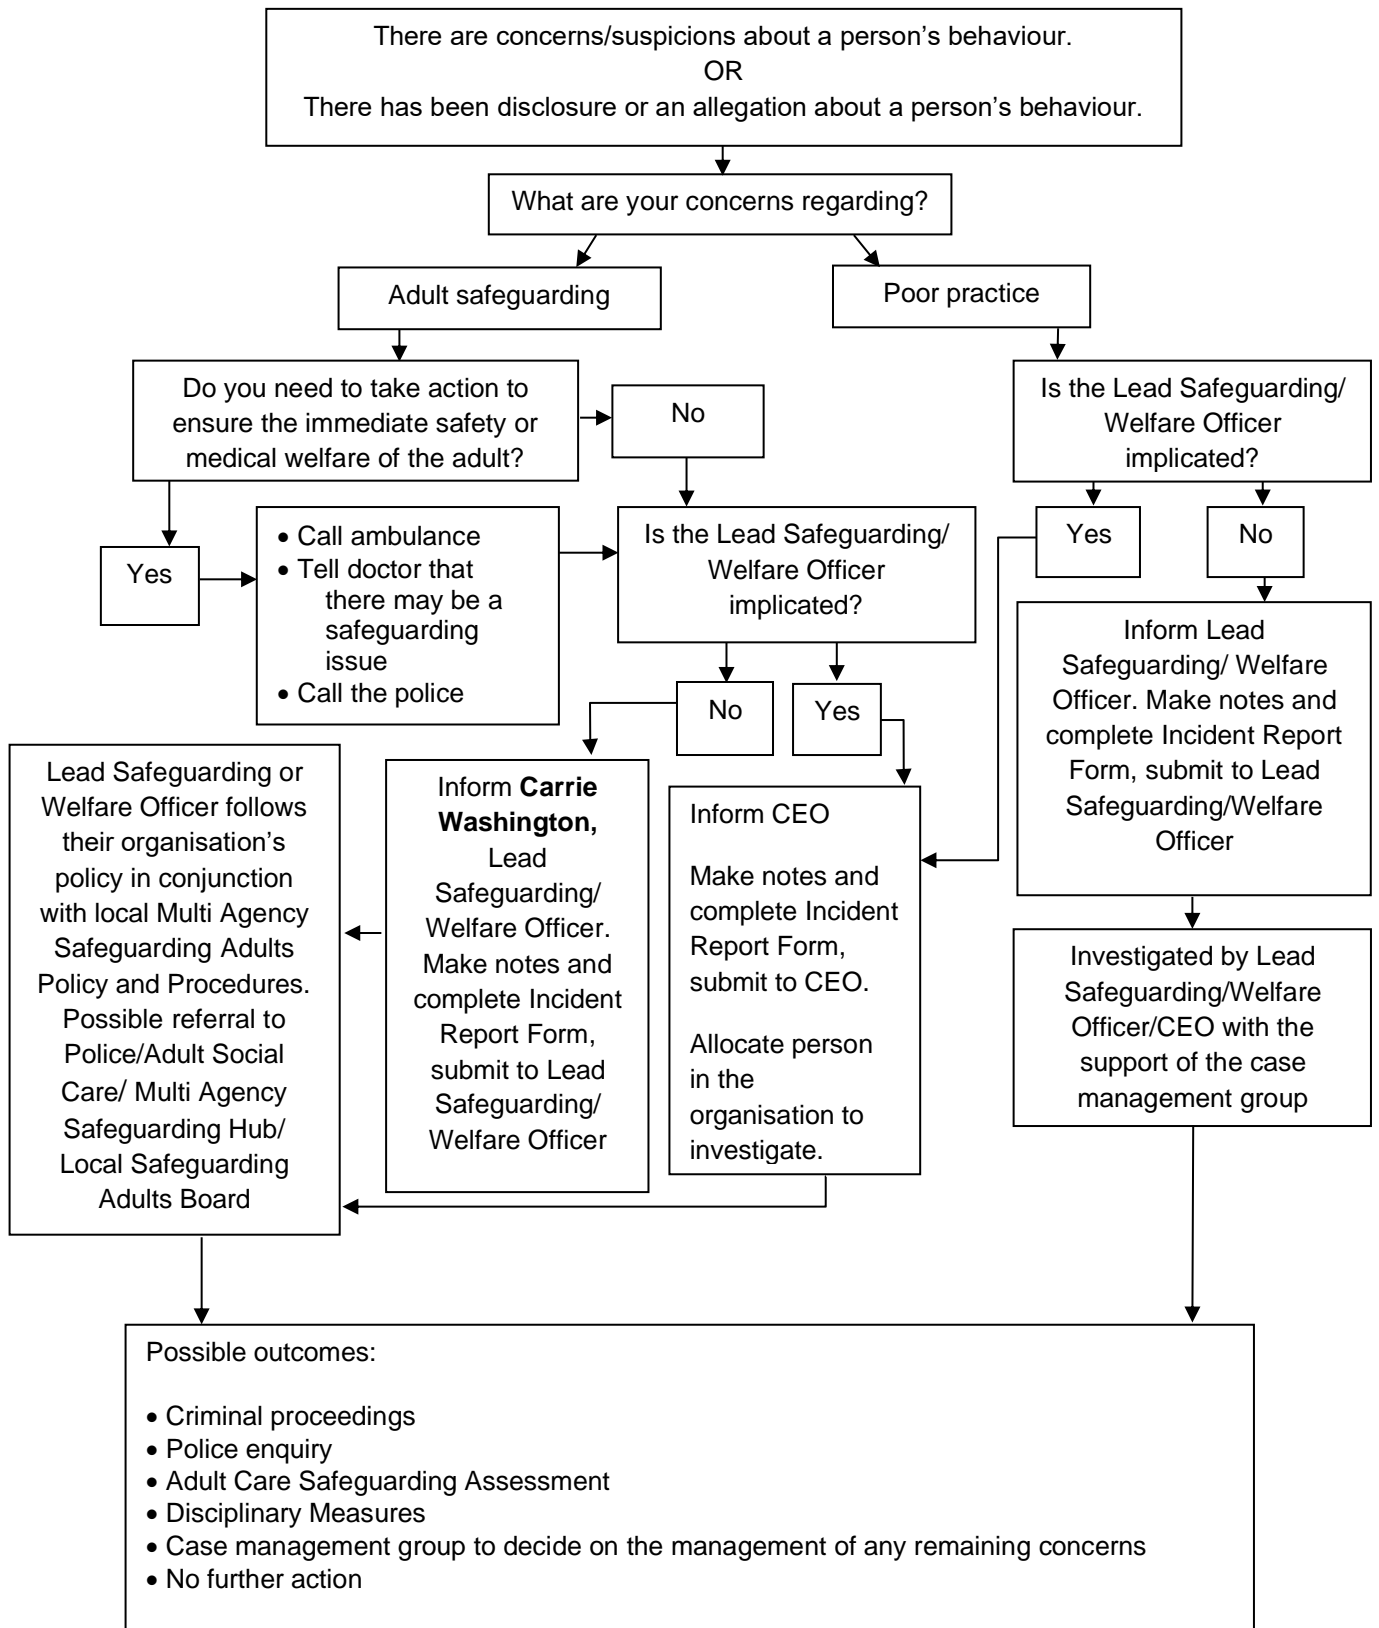 There are concerns/suspicions about a person’s behaviour.
OR
There has been disclosure or an allegation about a person’s behaviour.
What are your concerns regarding?
Adult safeguarding
Poor practice
Do you need to take action to
ensure the immediate safety or
medical welfare of the adult?
No
Is the Lead Safeguarding/
Welfare Officer
implicated?
Yes
• Call ambulance
• Tell doctor that
there may be a
safeguarding
issue
• Call the police
Is the Lead Safeguarding/
Welfare Officer
implicated?
Yes
No
No
Yes
Inform Lead
Safeguarding/ Welfare
Officer. Make notes and
complete Incident Report
Form, submit to Lead
Safeguarding/Welfare
Officer
Lead Safeguarding or
Welfare Officer follows
their organisation’s
policy in conjunction
with local Multi Agency
Safeguarding Adults
Policy and Procedures.
Possible referral to
Police/Adult Social
Care/ Multi Agency
Safeguarding Hub/
Local Safeguarding
Adults Board
Inform Carrie
Washington,
Lead
Safeguarding/
Welfare Officer.
Make notes and
complete Incident
Report Form,
submit to Lead
Safeguarding/
Welfare Officer
Inform CEO
Make notes and
complete Incident
Report Form,
submit to CEO.
Allocate person
in the
organisation to
investigate.
Investigated by Lead
Safeguarding/Welfare
Officer/CEO with the
support of the case
management group
Possible outcomes:
• Criminal proceedings
• Police enquiry
• Adult Care Safeguarding Assessment
• Disciplinary Measures
• Case management group to decide on the management of any remaining concerns
• No further action